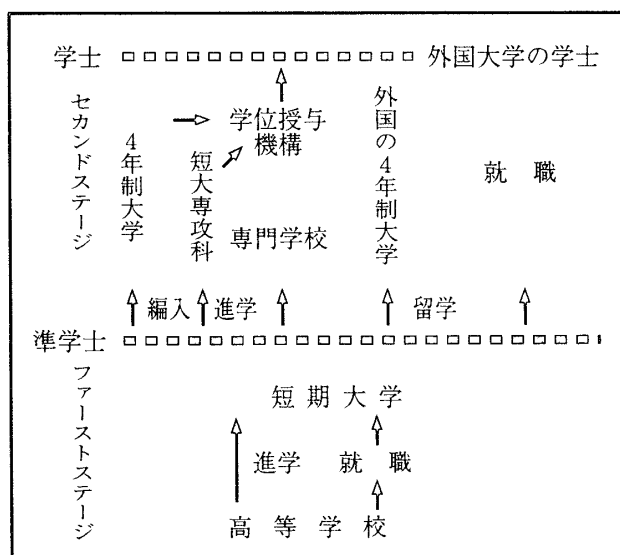 学士
外国大学の学士
セカンドステージ
4年制大学
短大専攻科
学位授与
機構
専門学校
外国の4年制大学
就職
編入
進学
留学
準学士
ファーストステージ
短期大学
進学
就職
高等学校